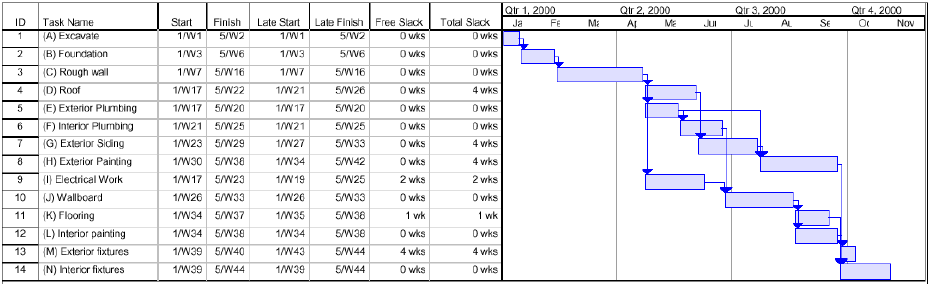 Qtr 1, 2000 Qtr 2, 2000 Qtr 3, 2000 Qtr 4, 2000
ID Task Name Start Finish Late Start Late Finish Free Slack Total Slack Ja Fe Ma Ap Ma Jun Jul Au Se Oc Nov
1 (A) Excavate 1/W1 5/W2 1/W1 5/W2 0 wks 0 wks
2 (B) Foundation 1/W3 5/W6 1/W3 5/W6 0 wks 0 wks
3 (C) Rough wall 1/W7 5/W16 1/W7 5/W16 0 wks 0 wks
4 (D) Roof 1/W17 5/W22 1/W21 5/W26 0 wks 4 wks
5 (E) Exterior Plumbing 1/W17 5/W20 1/W17 5/W20 0 wks 0 wks
6 (F) Interior Plumbing 1/W21 5/W25 1/W21 5/W25 0 wks 0 wks
7 (G) Exterior Siding 1/W23 5/W29 1/W27 5/W33 0 wks 4 wks
8 (H) Exterior Painting 1/W30 5/W38 1/W34 5/W42 0 wks 4 wks
9 (I) Electrical Work 1/W17 5/W23 1/W19 5/W25 2 wks 2 wks
10 (J) Wallboard 1/W26 5/W33 1/W26 5/W33 0 wks 0 wks
11 (K) Flooring 1/W34 5/W37 1/W35 5/W38 1 wk 1 wk
12 (L) Interior painting 1/W34 5/W38 1/W34 5/W38 0 wks 0 wks
13 (M) Exterior fixtures 1/W39 5/W40 1/W43 5/W44 4 wks 4 wks
14 (N) Interior fixtures 1/W39 5/W44 1/W39 5/W44 0 wks 0 wks